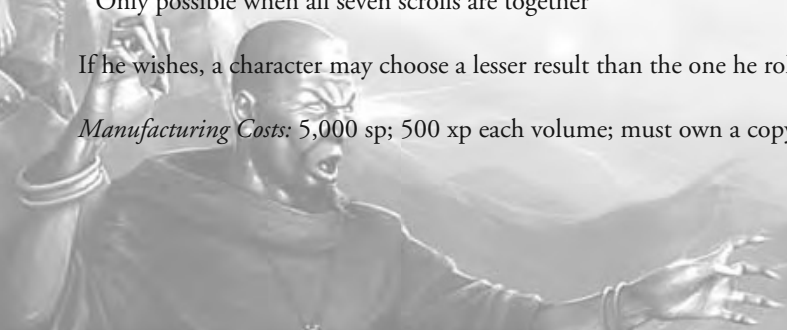 Only possible when all seven scrolls are together
If he wishes, a character may choose a lesser result than the one he
Manufacturing Costs: 5,000 sp; 500 xp each volume; must own a copy